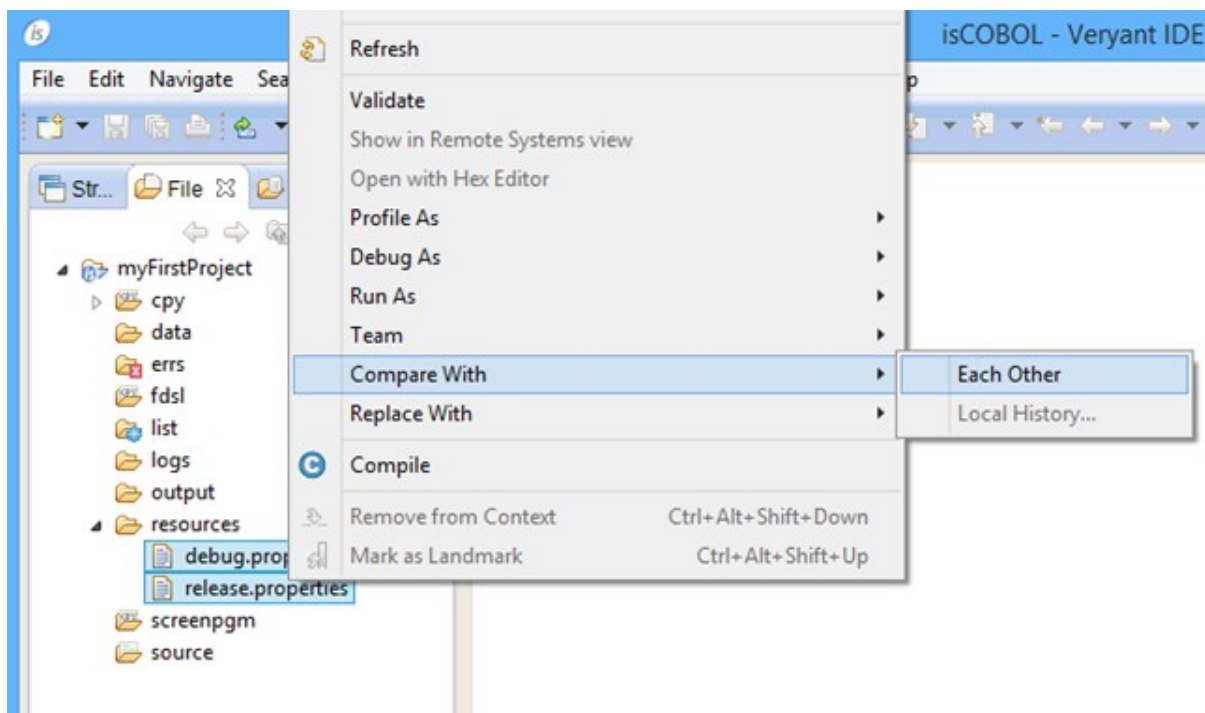 is
isCOBOL - Veryant IDE
File Edit Navigate Sea
p
Str... File
myFirstProject
cpy
data
errs
fdsl
list
logs
output
resources
debug.prop
release.properties
screenpgm
source
Refresh
Validate
Show in Remote Systems view
Open with Hex Editor
Profile As
Debug As
Run As
Team
Compare With
Replace With
Compile
Remove from Context Ctrl+Alt+Shift+Down
Mark as Landmark Ctrl+Alt+Shift+Up
Each Other
Local History...